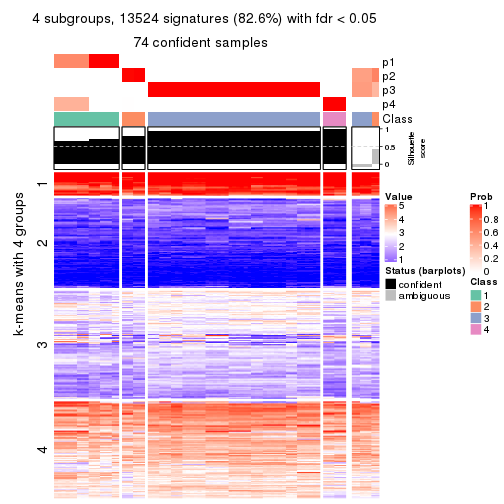 4 subgroups, 13524 signatures (82.6%) with fdr < 0.05
74 confident samples
p1
p2
p3
p4
Class
1
0.5
0
Silhouette
score
k-means with 4 groups
1
2
3
4
Value
5
4
3
2
1
Status (barplots)
confident
ambiguous
Prob
1
0.8
0.6
0.4
0.2
0
Class
1
2
3
4